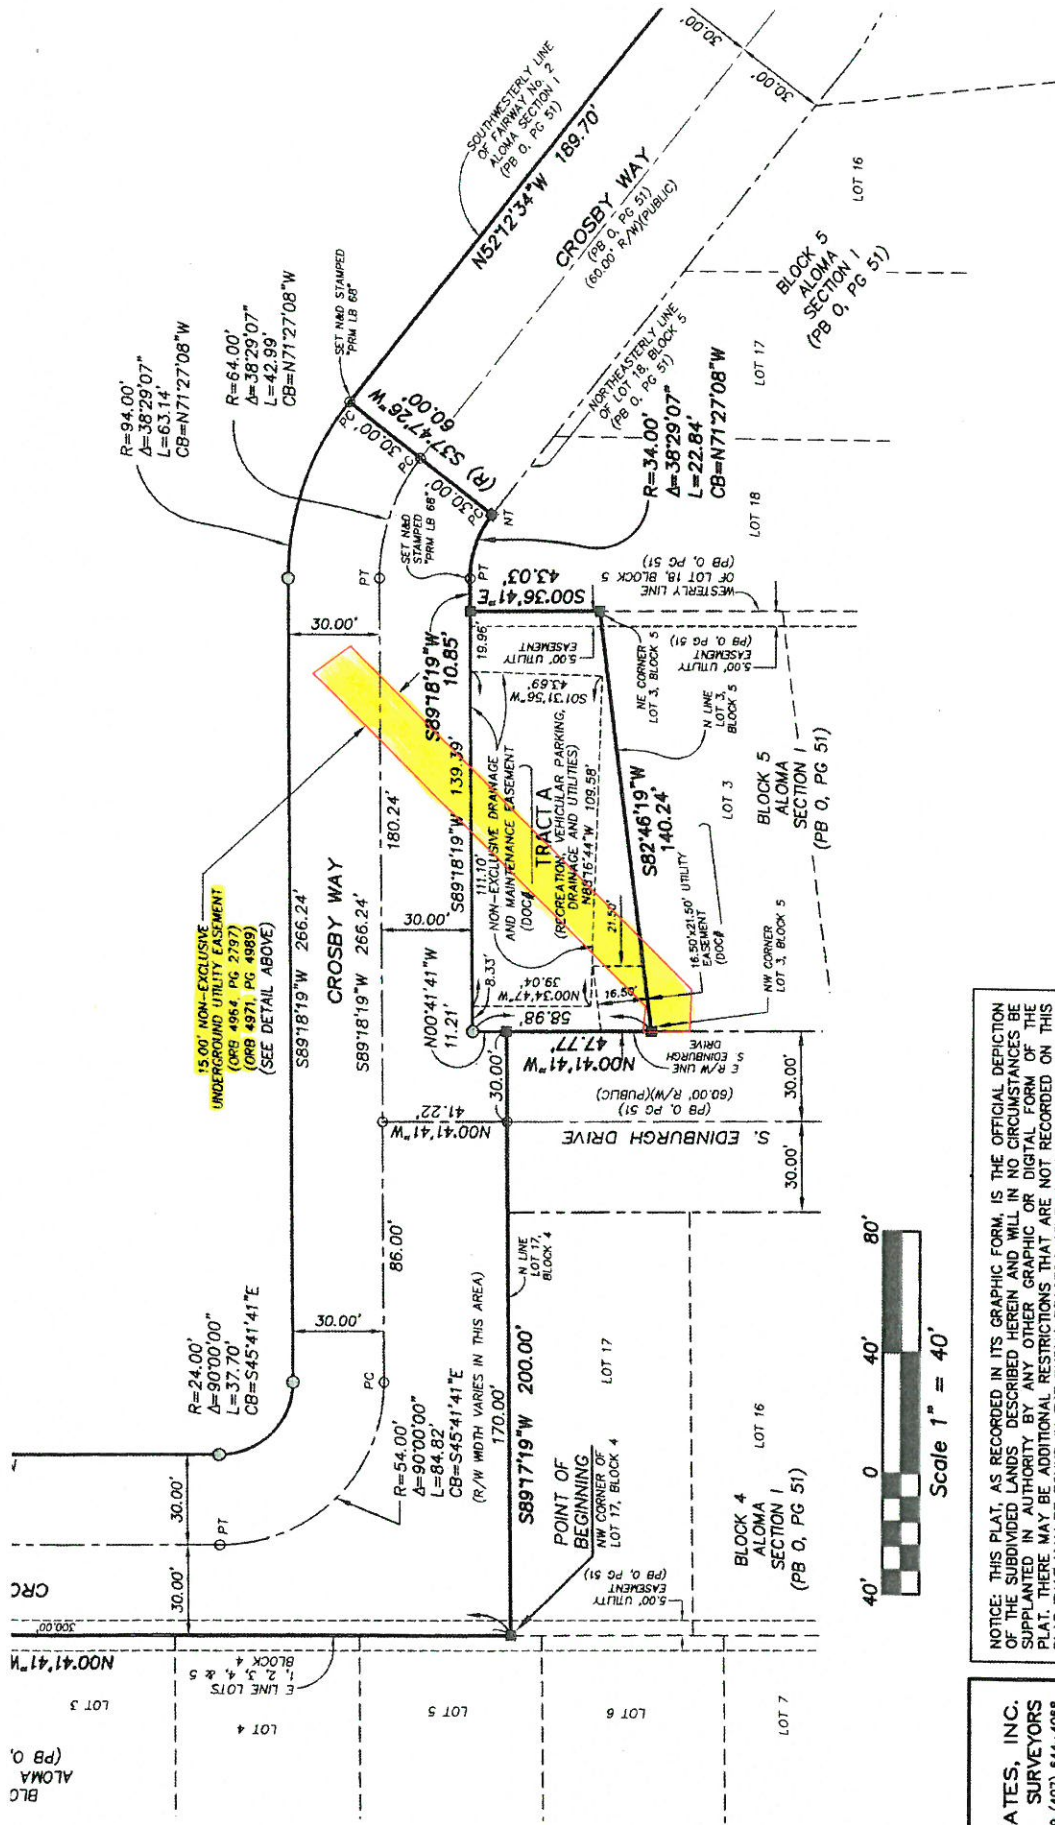 SOUTHWESTERLY LINE
OF FAIRWAY No. 2
ALOMA SECTION I
(PB O, PG 51)
N52°12'34"W 189.70'
30.00'
30.00'
CROSBY WAY
(PB O, PG 51)
(60.00' R/W)(PUBLIC)
LOT 16
BLOCK 5
ALOMA
SECTION I
(PB O, PG 51)
NORTHEASTERLY LINE
OF LOT 18, BLOCK 5
(PB O, PG 51)
LOT 17
R=94.00'
Δ=38°29'07"
L=63.14'
CB=N71°27'08"W
R=64.00'
Δ=38°29'07"
L=42.99'
CB=N71°27'08"W
SET N&D STAMPED
"PRM LB 68"
PC
(R) S37°47'26"W
60.00'
30.00'
PC
30.00'
PC
NT
R=34.00'
Δ=38°29'07"
L=22.84'
CB=N71°27'08"W
LOT 18
SET N&D
STAMPED
"PRM LB 68"
PT
PT
S00°36'41"E
43.03'
WESTERLY LINE
OF LOT 18, BLOCK 5
(PB O, PG 51)
30.00'
S89°18'19"W
10.85'
19.96'
5.00' UTILITY
EASEMENT
5.00' UTILITY
EASEMENT
(PB O, PG 51)
NE CORNER
LOT 3, BLOCK 5
S01°31'56"W
43.69'
N LINE
LOT 3,
BLOCK 5
15.00' NON-EXCLUSIVE
UNDERGROUND UTILITY EASEMENT
(ORB 4964, PG 2797)
(ORB 4971, PG 4989)
(SEE DETAIL ABOVE)
S89°18'19"W 266.24'
CROSBY WAY
S89°18'19"W 266.24'
180.24'
30.00'
S89°18'19"W 139.39'
111.10'
NON-EXCLUSIVE DRAINAGE
AND MAINTENANCE EASEMENT
(DOC#
TRACT A
(RECREATION, VEHICULAR PARKING,
DRAINAGE AND UTILITIES)
N88°16'44"W 109.58'
21.50'
S82°46'19"W
140.24'
LOT 3
BLOCK 5
ALOMA
SECTION I
(PB O, PG 51)
16.50'x21.50' UTILITY
EASEMENT
(DOC#
NW CORNER
LOT 3, BLOCK 5
N00°41'41"W
11.21'
8.33'
N00°34'47"W
39.04'
16.50'
58.98'
47.77'
N00°41'41"W
E R/W LINE
S. EDINBURGH
DRIVE
30.00'
(PB O, PG 51)
(60.00' R/W)(PUBLIC)
S. EDINBURGH DRIVE
30.00'
30.00'
N00°41'41"W
41.22'
86.00'
N LINE
LOT 17,
BLOCK 4
R=24.00'
Δ=90°00'00"
L=37.70'
CB=S45°41'41"E
30.00'
PC
R=54.00'
Δ=90°00'00"
L=84.82'
CB=S45°41'41"E
(R/W WIDTH VARIES IN THIS AREA)
170.00'
S89°17'19"W 200.00'
LOT 17
POINT OF
BEGINNING
NW CORNER OF
LOT 17, BLOCK 4
5.00' UTILITY
EASEMENT
(PB O, PG 51)
LOT 16
BLOCK 4
ALOMA
SECTION I
(PB O, PG 51)
30.00'
PT
30.00'
CRO
300.00'
N00°41'41"W
E LINE LOTS
1, 2, 3, 4, & 5
BLOCK 4
LOT 3
LOT 4
LOT 5
LOT 6
LOT 7
BLO
ALOMA
(PB O,
40' 0 40' 80'
Scale 1" = 40'
NOTICE: THIS PLAT, AS RECORDED IN ITS GRAPHIC FORM, IS THE OFFICIAL DEPICTION
OF THE SUBDIVIDED LANDS DESCRIBED HEREIN AND WILL IN NO CIRCUMSTANCES BE
SUPPLANTED IN AUTHORITY BY ANY OTHER GRAPHIC OR DIGITAL FORM OF THE
PLAT. THERE MAY BE ADDITIONAL RESTRICTIONS THAT ARE NOT RECORDED ON THIS
ATES, INC.
SURVEYORS